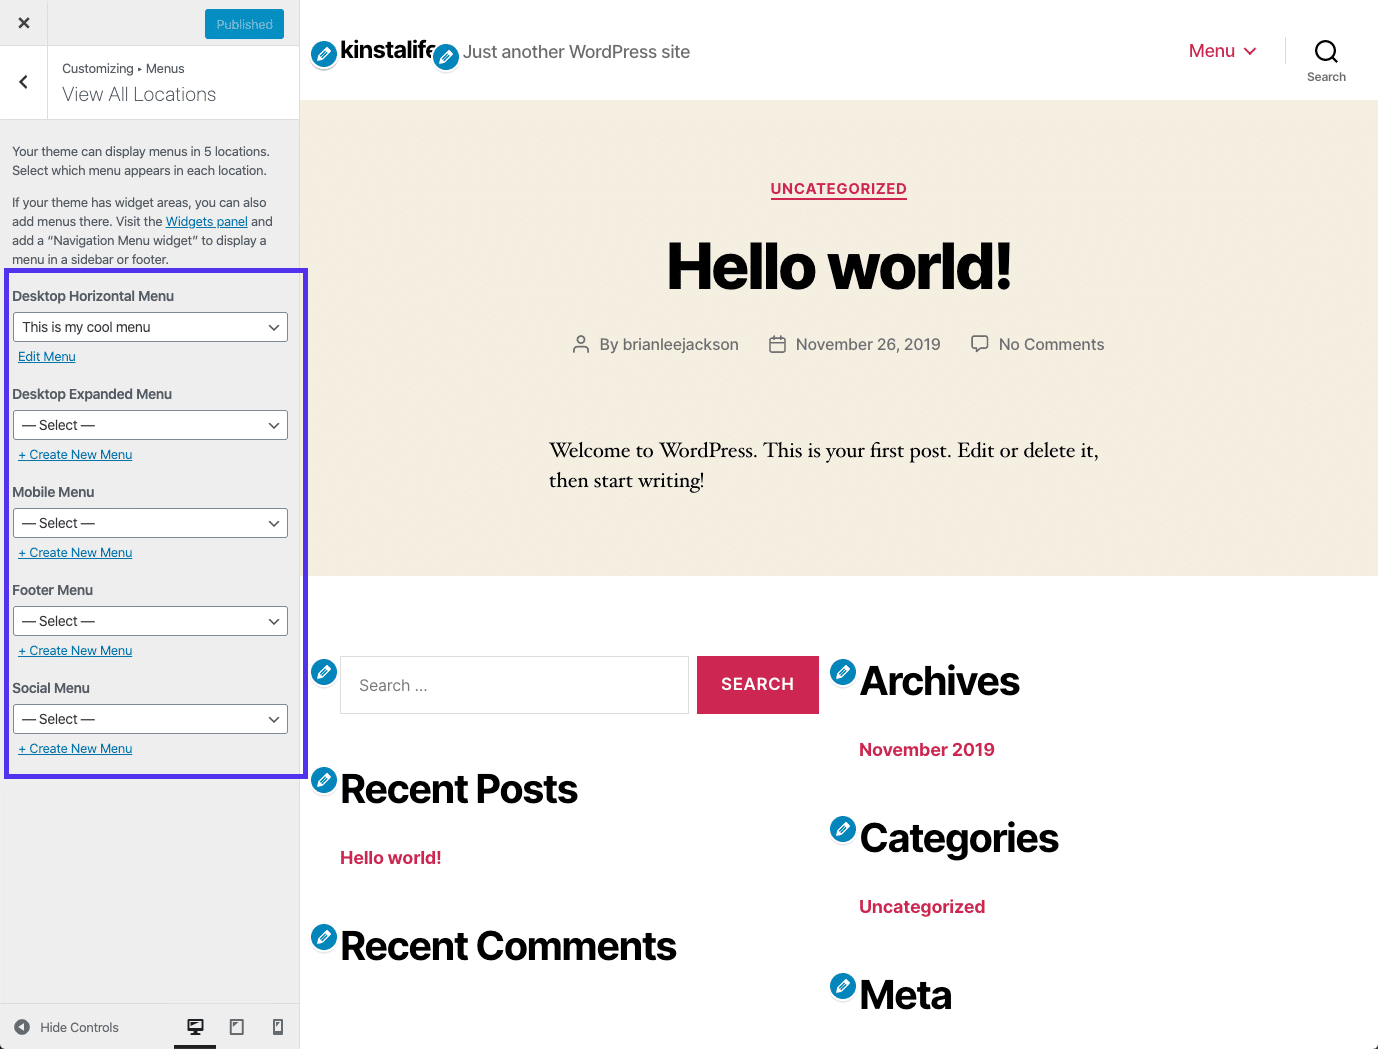 Published
Customizing ▸ Menus
View All Locations
Your theme can display menus in 5 locations.
Select which menu appears in each location.
If your theme has widget areas, you can also
add menus there. Visit the Widgets panel and
add a “Navigation Menu widget” to display a
menu in a sidebar or footer.
Desktop Horizontal Menu
This is my cool menu
Edit Menu
Desktop Expanded Menu
— Select —
+ Create New Menu
Mobile Menu
— Select —
+ Create New Menu
Footer Menu
— Select —
+ Create New Menu
Social Menu
— Select —
+ Create New Menu
Hide Controls
kinstalife
Just another WordPress site
Menu
Search
UNCATEGORIZED
Hello world!
By brianleejackson
November 26, 2019
No Comments
Welcome to WordPress. This is your first post. Edit or delete it,
then start writing!
Search …
SEARCH
Recent Posts
Hello world!
Recent Comments
Archives
November 2019
Categories
Uncategorized
Meta